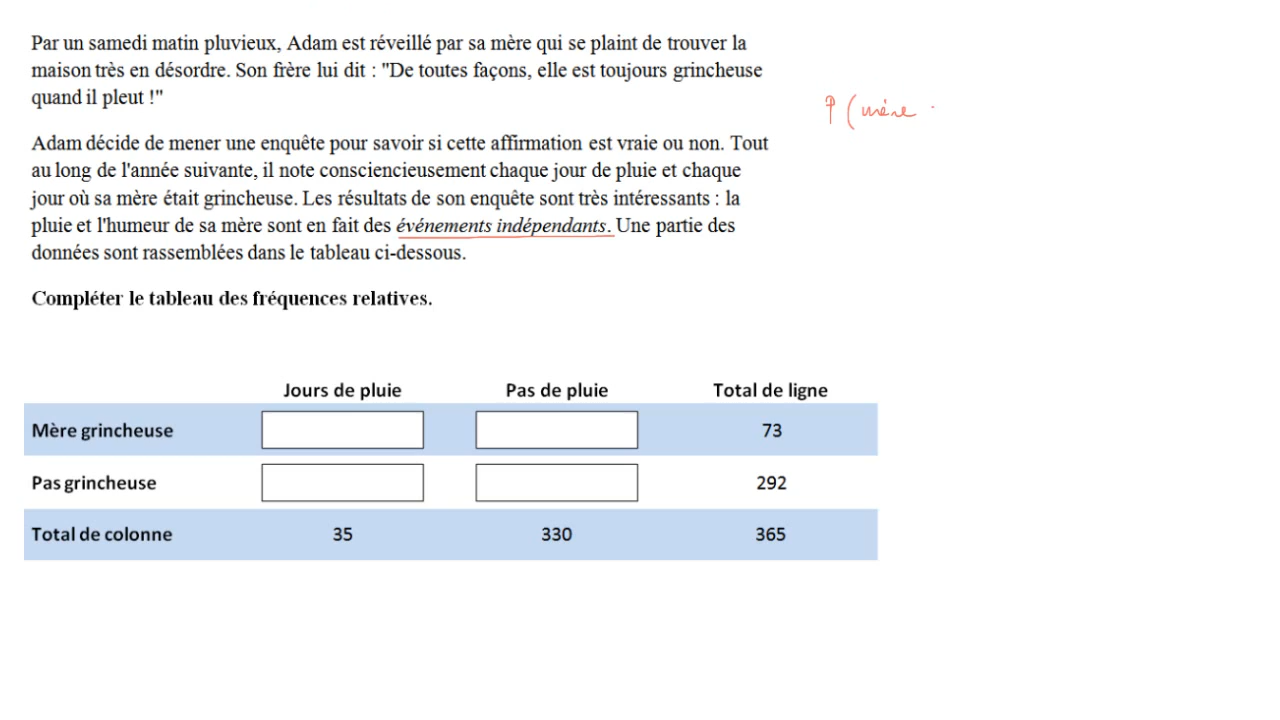 Par un samedi matin pluvieux, Adam est réveillé par sa mère qui se plaint de trouver la
maison très en désordre. Son frère lui dit : "De toutes façons, elle est toujours grincheuse
quand il pleut !"
P (mère
Adam décide de mener une enquête pour savoir si cette affirmation est vraie ou non. Tout
au long de l'année suivante, il note consciencieusement chaque jour de pluie et chaque
jour où sa mère était grincheuse. Les résultats de son enquête sont très intéressants : la
pluie et l'humeur de sa mère sont en fait des événements indépendants. Une partie des
données sont rassemblées dans le tableau ci-dessous.
Compléter le tableau des fréquences relatives.
Jours de pluie Pas de pluie Total de ligne
Mère grincheuse 73
Pas grincheuse 292
Total de colonne 35 330 365